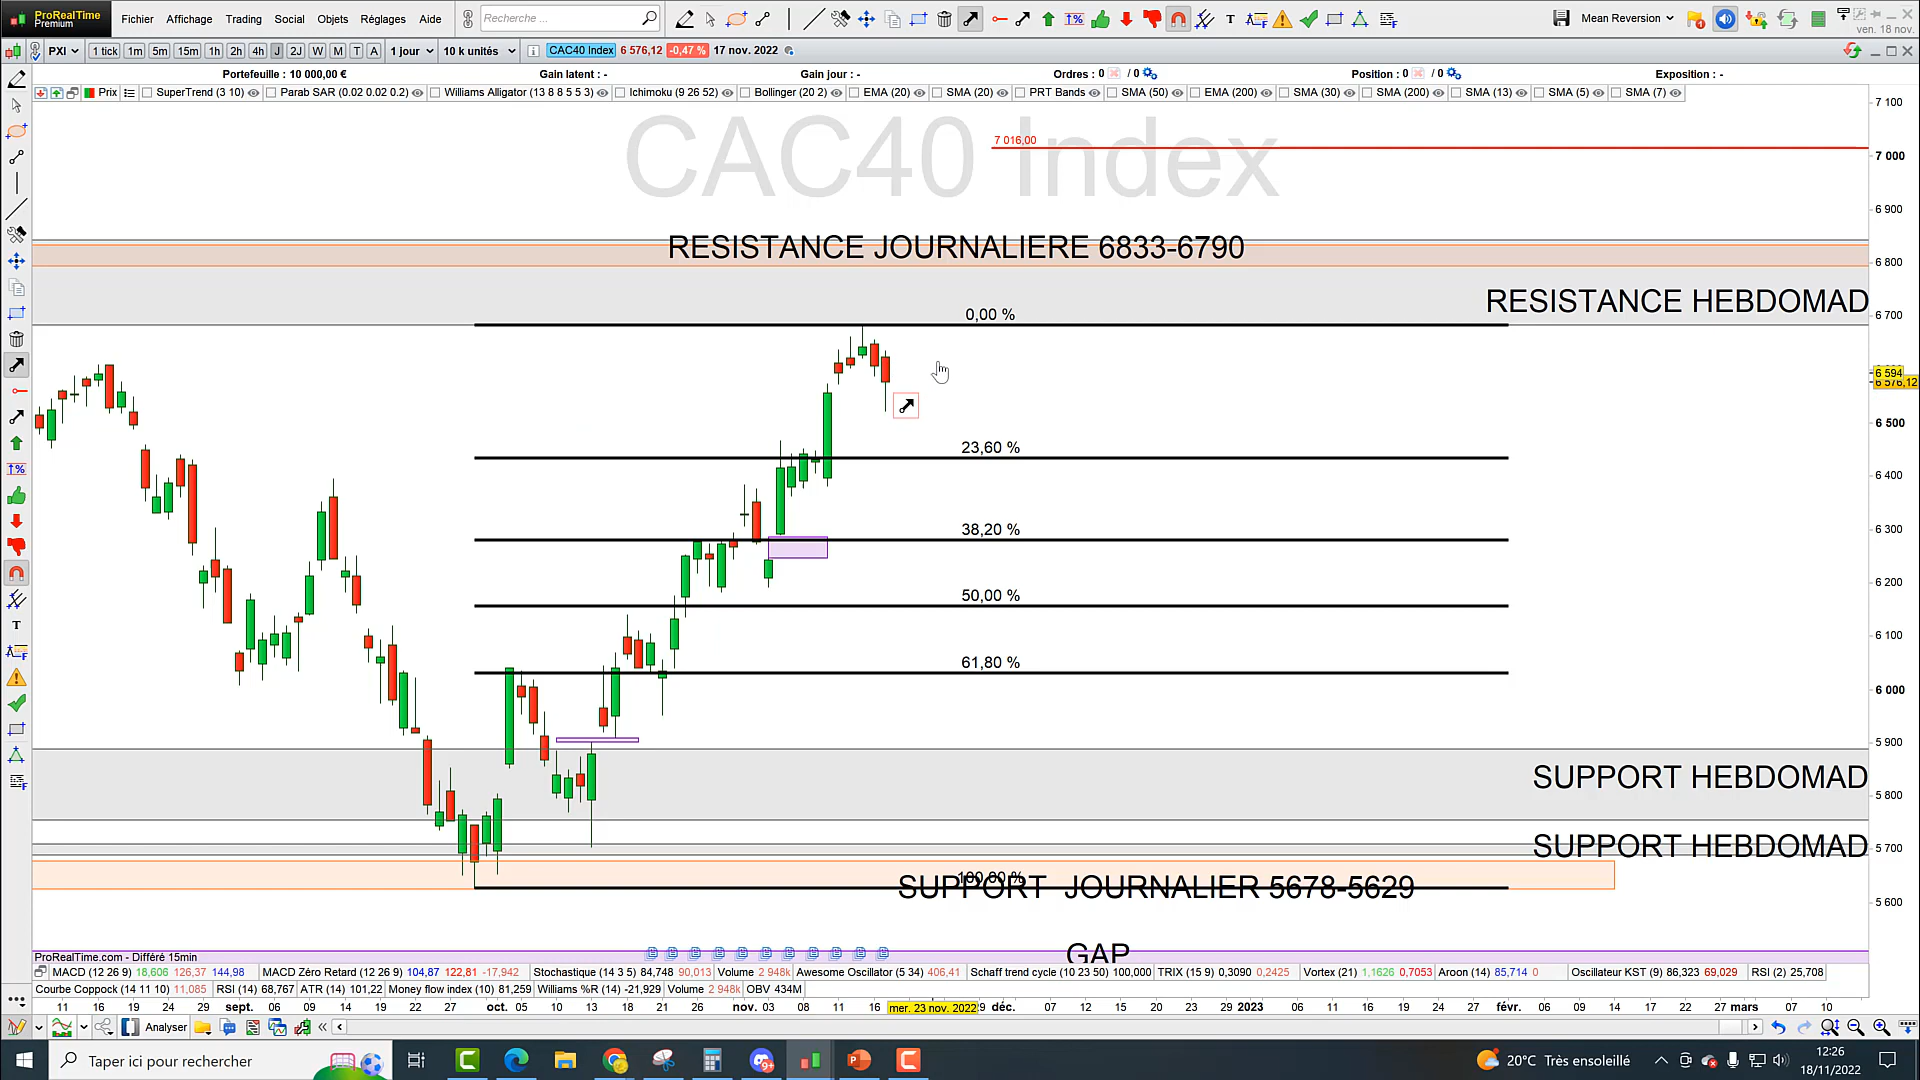 ProRealTime
Premium
Fichier Affichage Trading Social Objets Réglages Aide
Recherche ...
Mean Reversion
ven. 18 nov.
PXI 1 tick 1m 5m 15m 1h 2h 4h J 2J W M T A 1 jour 10 k unités CAC40 Index 6 576,12 -0,47 % 17 nov. 2022
Portefeuille : 10 000,00 € Gain latent : - Gain jour : - Ordres : 0 / 0 Position : 0 / 0 Exposition : -
Prix SuperTrend (3 10) Parab SAR (0.02 0.02 0.2) Williams Alligator (13 8 8 5 5 3) Ichimoku (9 26 52) Bollinger (20 2) EMA (20) SMA (20) PRT Bands SMA (50) EMA (200) SMA (30) SMA (200) SMA (13) SMA (5) SMA (7)
7 100
CAC40 Index
7 016,00
7 000
6 900
RESISTANCE JOURNALIERE 6833-6790
6 800
RESISTANCE HEBDOMAD
0,00 %
6 700
6 594
6 576,12
6 500
23,60 %
6 400
38,20 %
6 300
50,00 %
6 200
6 100
61,80 %
6 000
5 900
SUPPORT HEBDOMAD
5 800
SUPPORT HEBDOMAD
5 700
100,00 %
SUPPORT JOURNALIER 5678-5629
5 600
GAP
ProRealTime.com - Différé 15min
MACD (12 26 9) 18,606 126,37 144,98 MACD Zéro Retard (12 26 9) 104,87 122,81 -17,942 Stochastique (14 3 5) 84,748 90,013 Volume 2 948k Awesome Oscillator (5 34) 406,41 Schaff trend cycle (10 23 50) 100,000 TRIX (15 9) 0,3090 0,2425 Vortex (21) 1,1626 0,7053 Aroon (14) 85,714 0 Oscillateur KST (9) 86,323 69,029 RSI (2) 25,708
Courbe Coppock (14 11 10) 11,085 RSI (14) 68,767 ATR (14) 101,22 Money flow index (10) 81,259 Williams %R (14) -21,929 Volume 2 948k OBV 434M
11 16 22 25 sept. 06 09 14 19 22 27 oct. 05 10 13 18 21 26 nov. 03 08 11 16 mer. 23 nov. 2022 9 déc. 07 12 15 20 23 29 2023 06 11 16 19 24 27 févr. 06 09 14 17 22 27 mars 07 10
Analyser
Taper ici pour rechercher
9+
20°C Très ensoleillé
12:26
18/11/2022